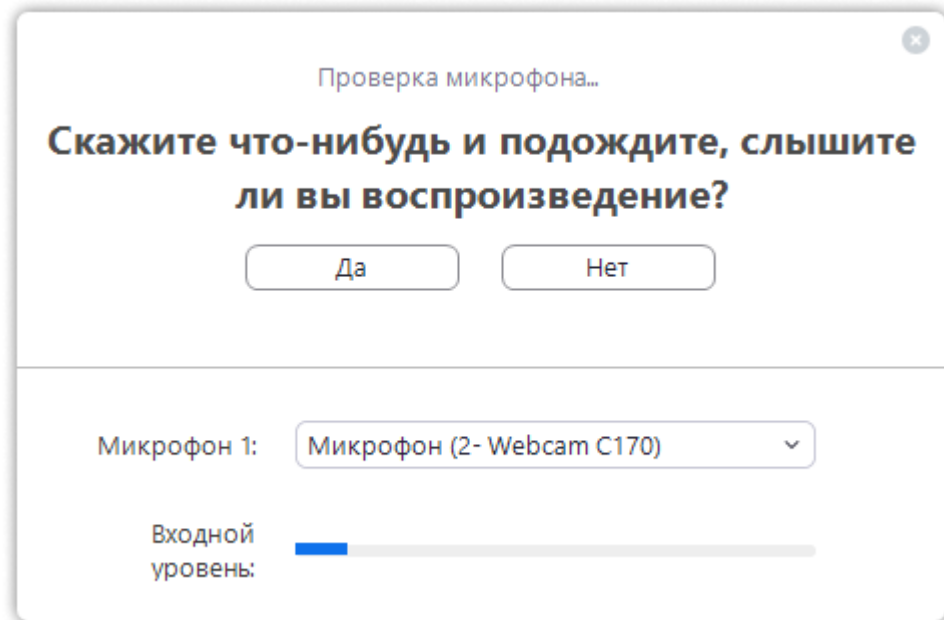 Проверка микрофона...
Скажите что-нибудь и подождите, слышите
ли вы воспроизведение?
Да
Нет
Микрофон 1:
Микрофон (2- Webcam C170)
Входной
уровень: